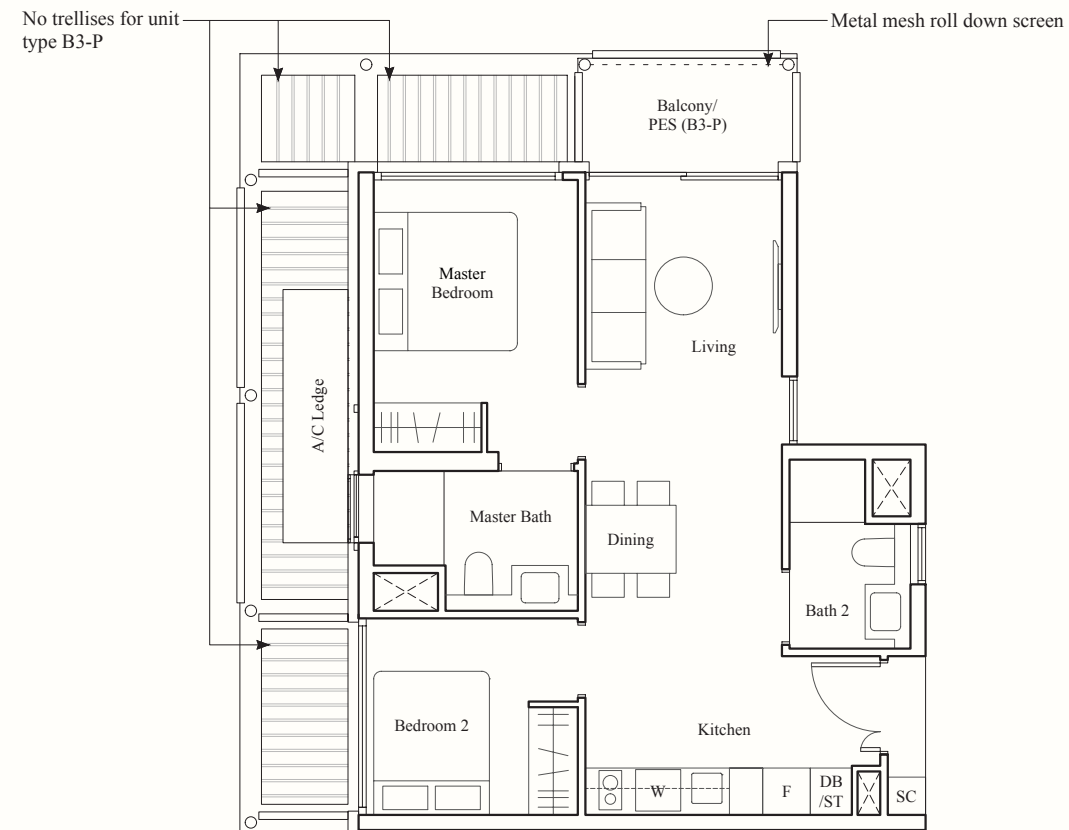 No trellises for unit
type B3-P
Metal mesh roll down screen
Balcony/
PES (B3-P)
Master
Bedroom
Living
A/C Ledge
Master Bath
Dining
Bath 2
Bedroom 2
Kitchen
W
F
DB
/ST
SC